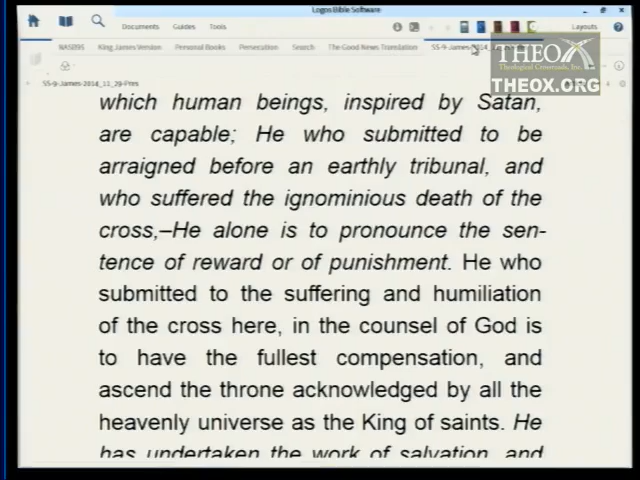 Logos Bible Software
Documents Guides Tools Layouts
NASB95 King James Version Personal Books Persecution Search The Good News Translation
THEOX
Theological Crossroads, Inc.
THEOX.ORG
SS-9-James-2014_11_29-Pres
which human beings, inspired by Satan,
are capable; He who submitted to be
arraigned before an earthly tribunal, and
who suffered the ignominious death of the
cross,–He alone is to pronounce the sen-
tence of reward or of punishment. He who
submitted to the suffering and humiliation
of the cross here, in the counsel of God is
to have the fullest compensation, and
ascend the throne acknowledged by all the
heavenly universe as the King of saints. He
has undertaken the work of salvation, and